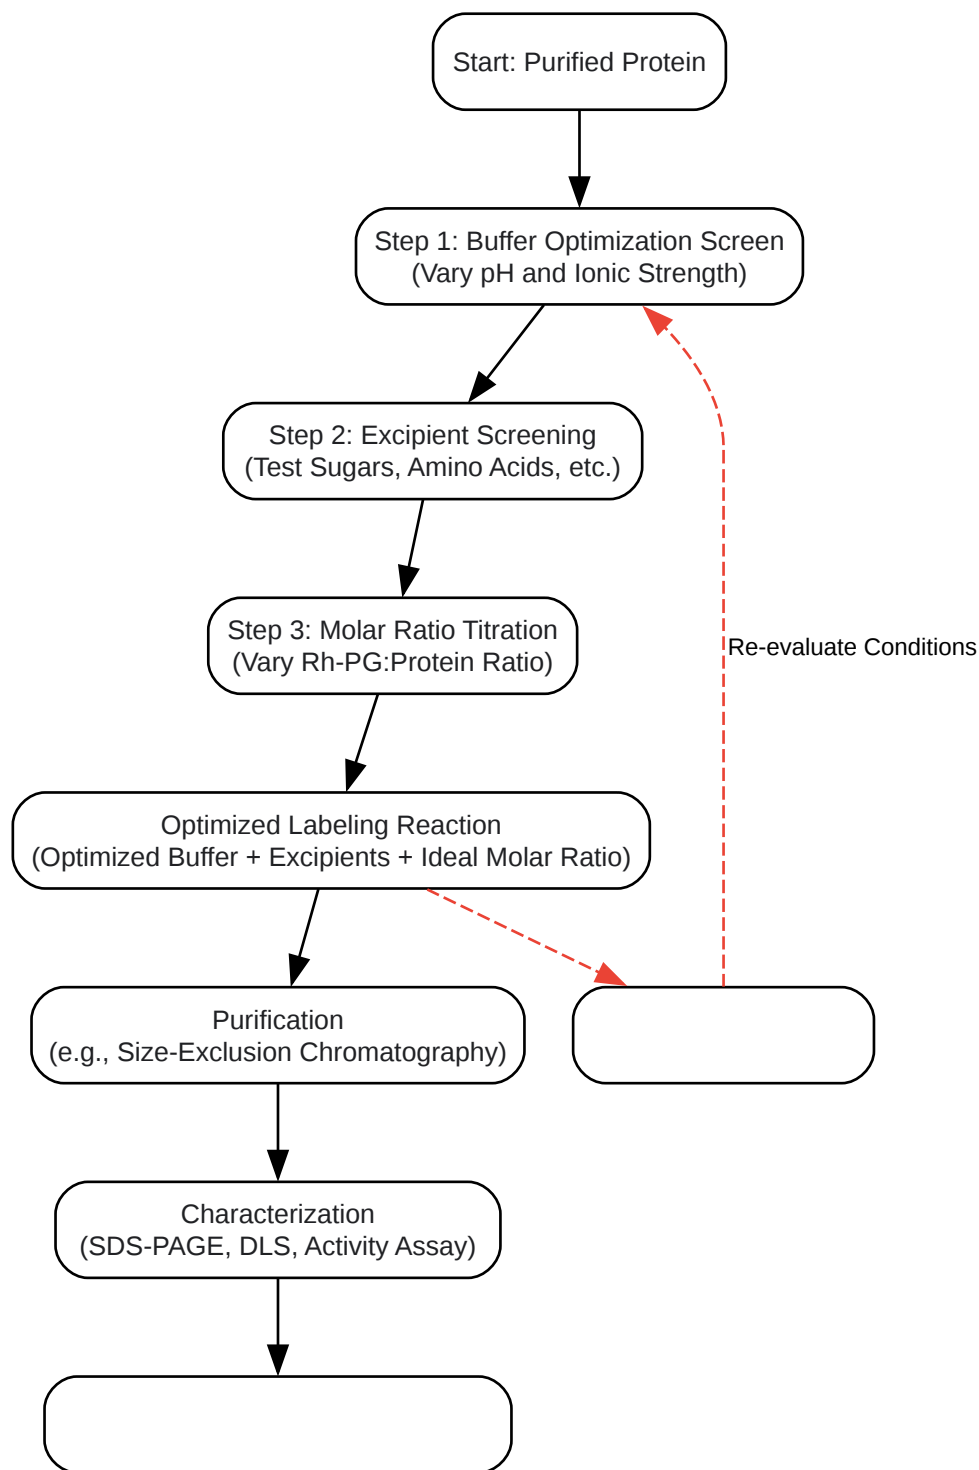 Start: Purified Protein
Step 1: Buffer Optimization Screen
(Vary pH and Ionic Strength)
Step 2: Excipient Screening
(Test Sugars, Amino Acids, etc.)
Step 3: Molar Ratio Titration
(Vary Rh-PG:Protein Ratio)
Re-evaluate Conditions
Optimized Labeling Reaction
(Optimized Buffer + Excipients + Ideal Molar Ratio)
Purification
(e.g., Size-Exclusion Chromatography)
Characterization
(SDS-PAGE, DLS, Activity Assay)